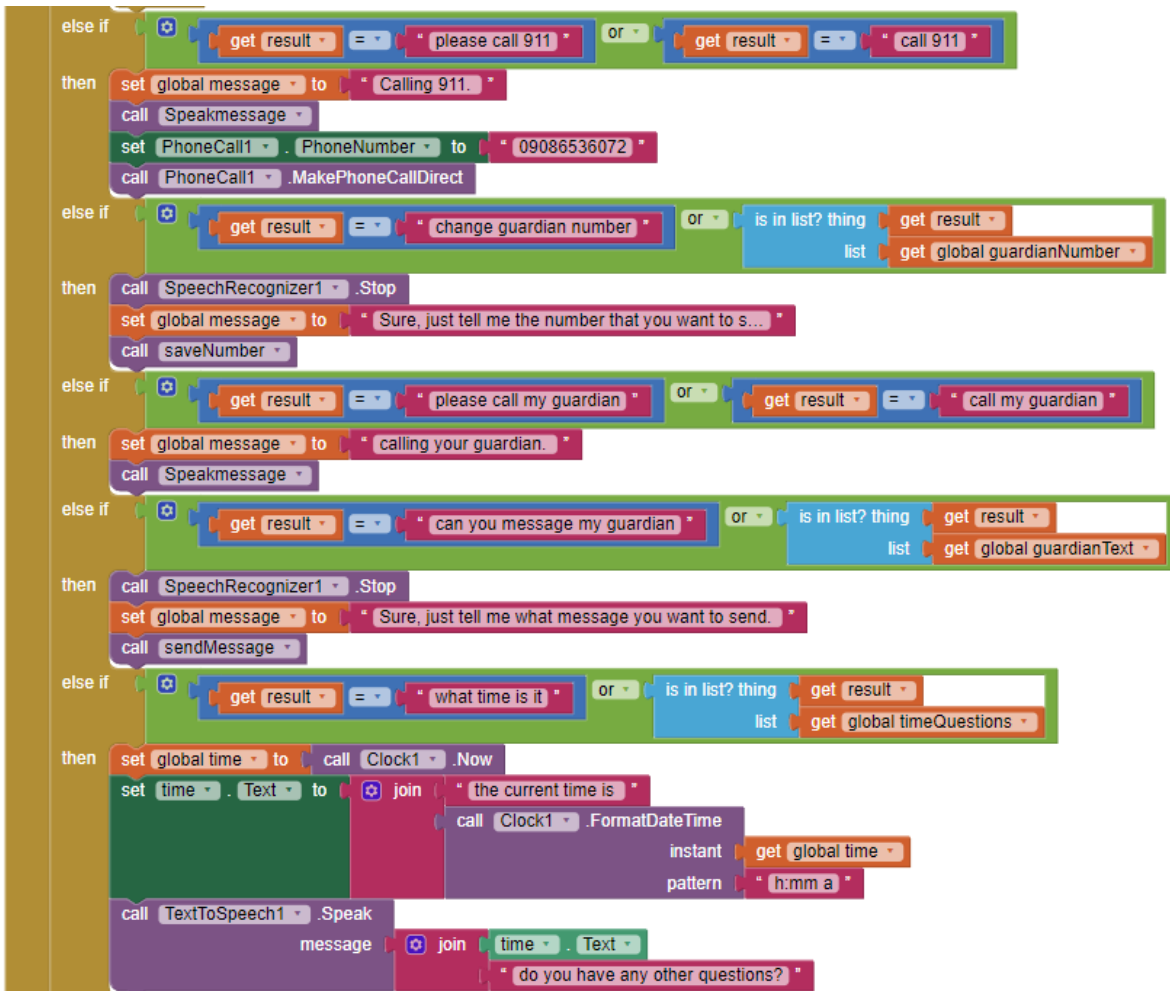 else if get result = " please call 911 " or get result = " call 911 "
then set global message to " Calling 911. "
call Speakmessage
set PhoneCall1 . PhoneNumber to " 09086536072 "
call PhoneCall1 .MakePhoneCallDirect
else if get result = " change guardian number " or is in list? thing get result
list get global guardianNumber
then call SpeechRecognizer1 .Stop
set global message to " Sure, just tell me the number that you want to s... "
call saveNumber
else if get result = " please call my guardian " or get result = " call my guardian "
then set global message to " calling your guardian. "
call Speakmessage
else if get result = " can you message my guardian " or is in list? thing get result
list get global guardianText
then call SpeechRecognizer1 .Stop
set global message to " Sure, just tell me what message you want to send. "
call sendMessage
else if get result = " what time is it " or is in list? thing get result
list get global timeQuestions
then set global time to call Clock1 .Now
set time . Text to join " the current time is "
call Clock1 .FormatDateTime
instant get global time
pattern " h:mm a "
call TextToSpeech1 .Speak
message join time . Text
" do you have any other questions? "